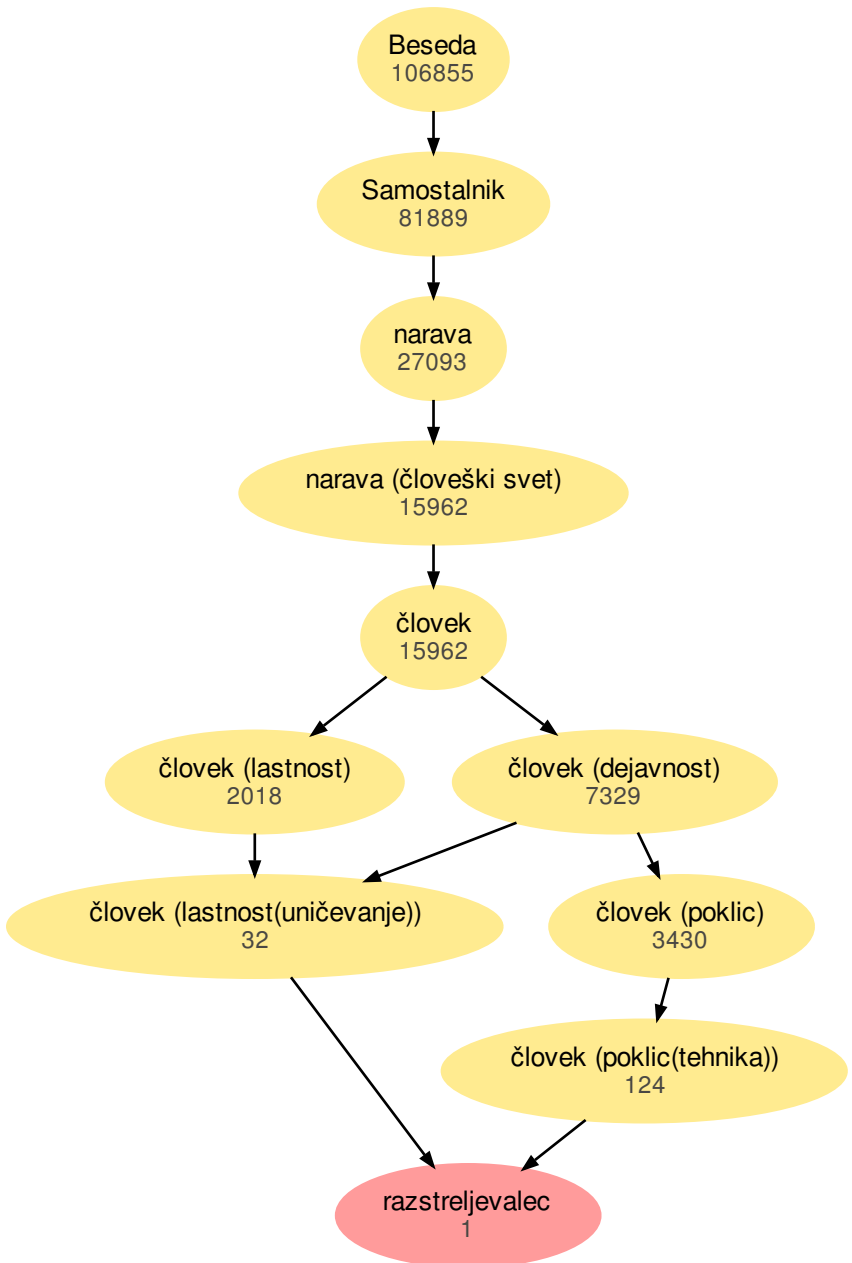 Beseda
106855
Samostalnik
81889
narava
27093
narava (človeški svet)
15962
človek
15962
človek (lastnost)
2018
človek (dejavnost)
7329
človek (lastnost(uničevanje))
32
človek (poklic)
3430
človek (poklic(tehnika))
124
razstreljevalec
1